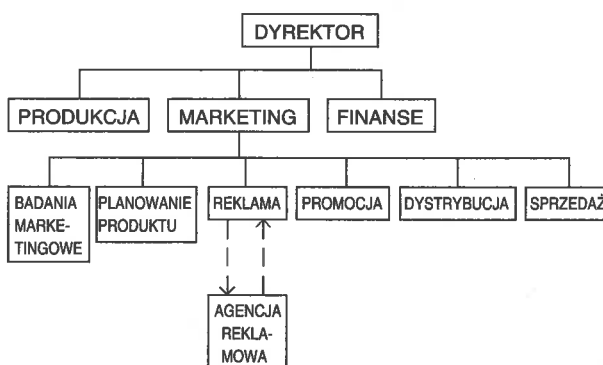 DYREKTOR
PRODUKCJA
MARKETING
FINANSE
BADANIA
MARKE-
TINGOWE
PLANOWANIE
PRODUKTU
REKLAMA
PROMOCJA
DYSTRYBUCJA
SPRZEDAŻ
AGENCJA
REKLA-
MOWA